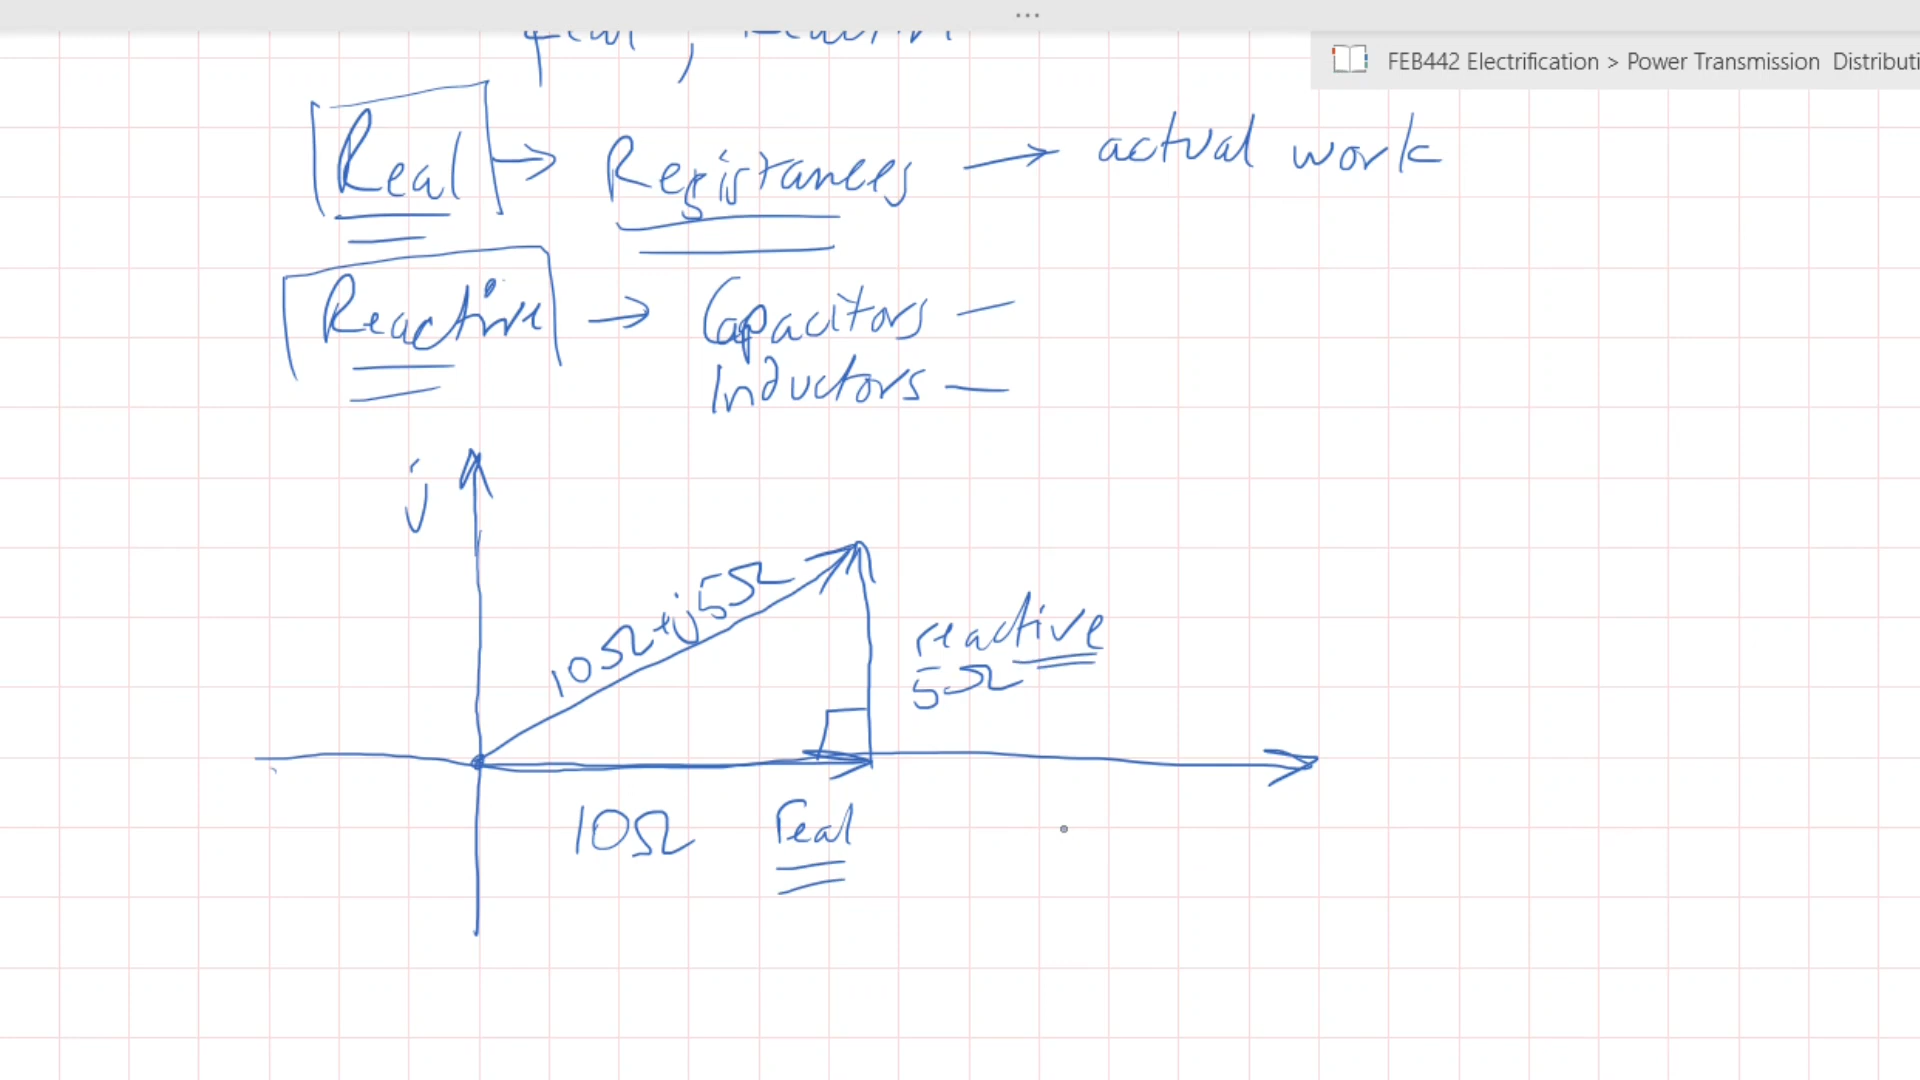 FEB442 Electrification > Power Transmission Distributi
Real → Resistances → actual work
Reactive → Capacitors –
Inductors –
j
10Ω+j5Ω
reactive
5Ω
10Ω real